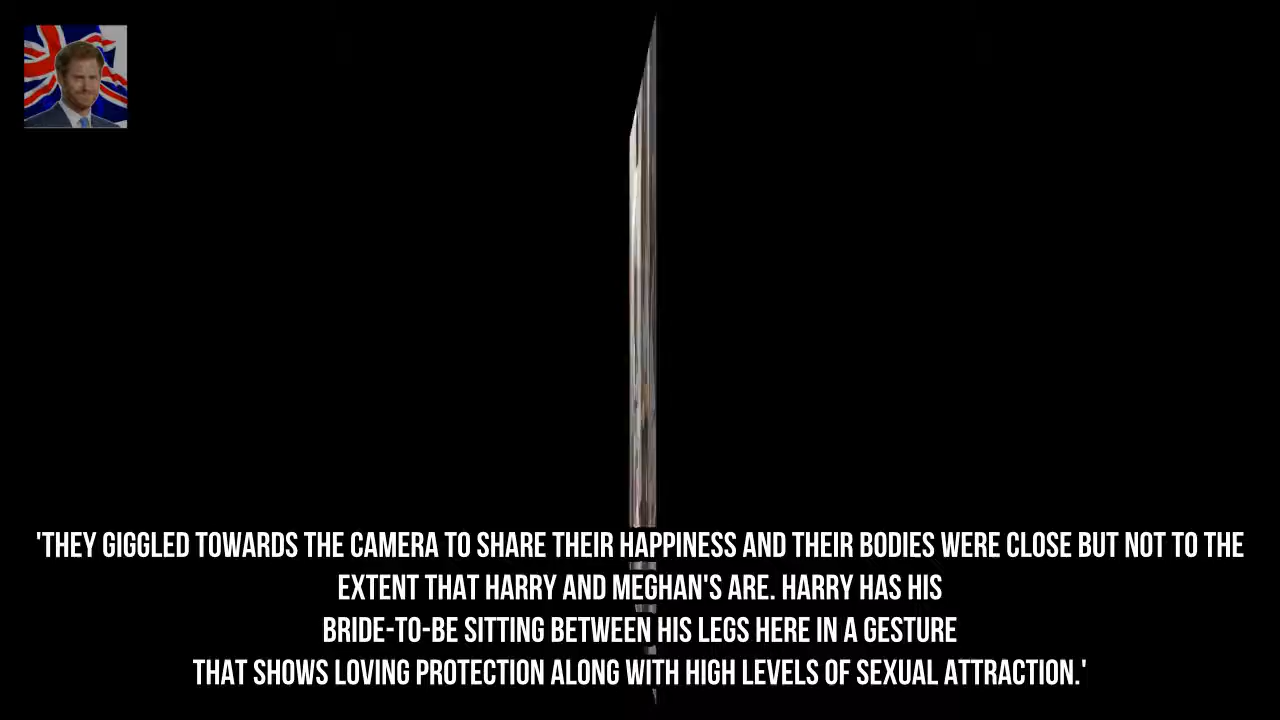 'THEY GIGGLED TOWARDS THE CAMERA TO SHARE THEIR HAPPINESS AND THEIR BODIES WERE CLOSE BUT NOT TO THE
EXTENT THAT HARRY AND MEGHAN'S ARE. HARRY HAS HIS
BRIDE-TO-BE SITTING BETWEEN HIS LEGS HERE IN A GESTURE
THAT SHOWS LOVING PROTECTION ALONG WITH HIGH LEVELS OF SEXUAL ATTRACTION.'